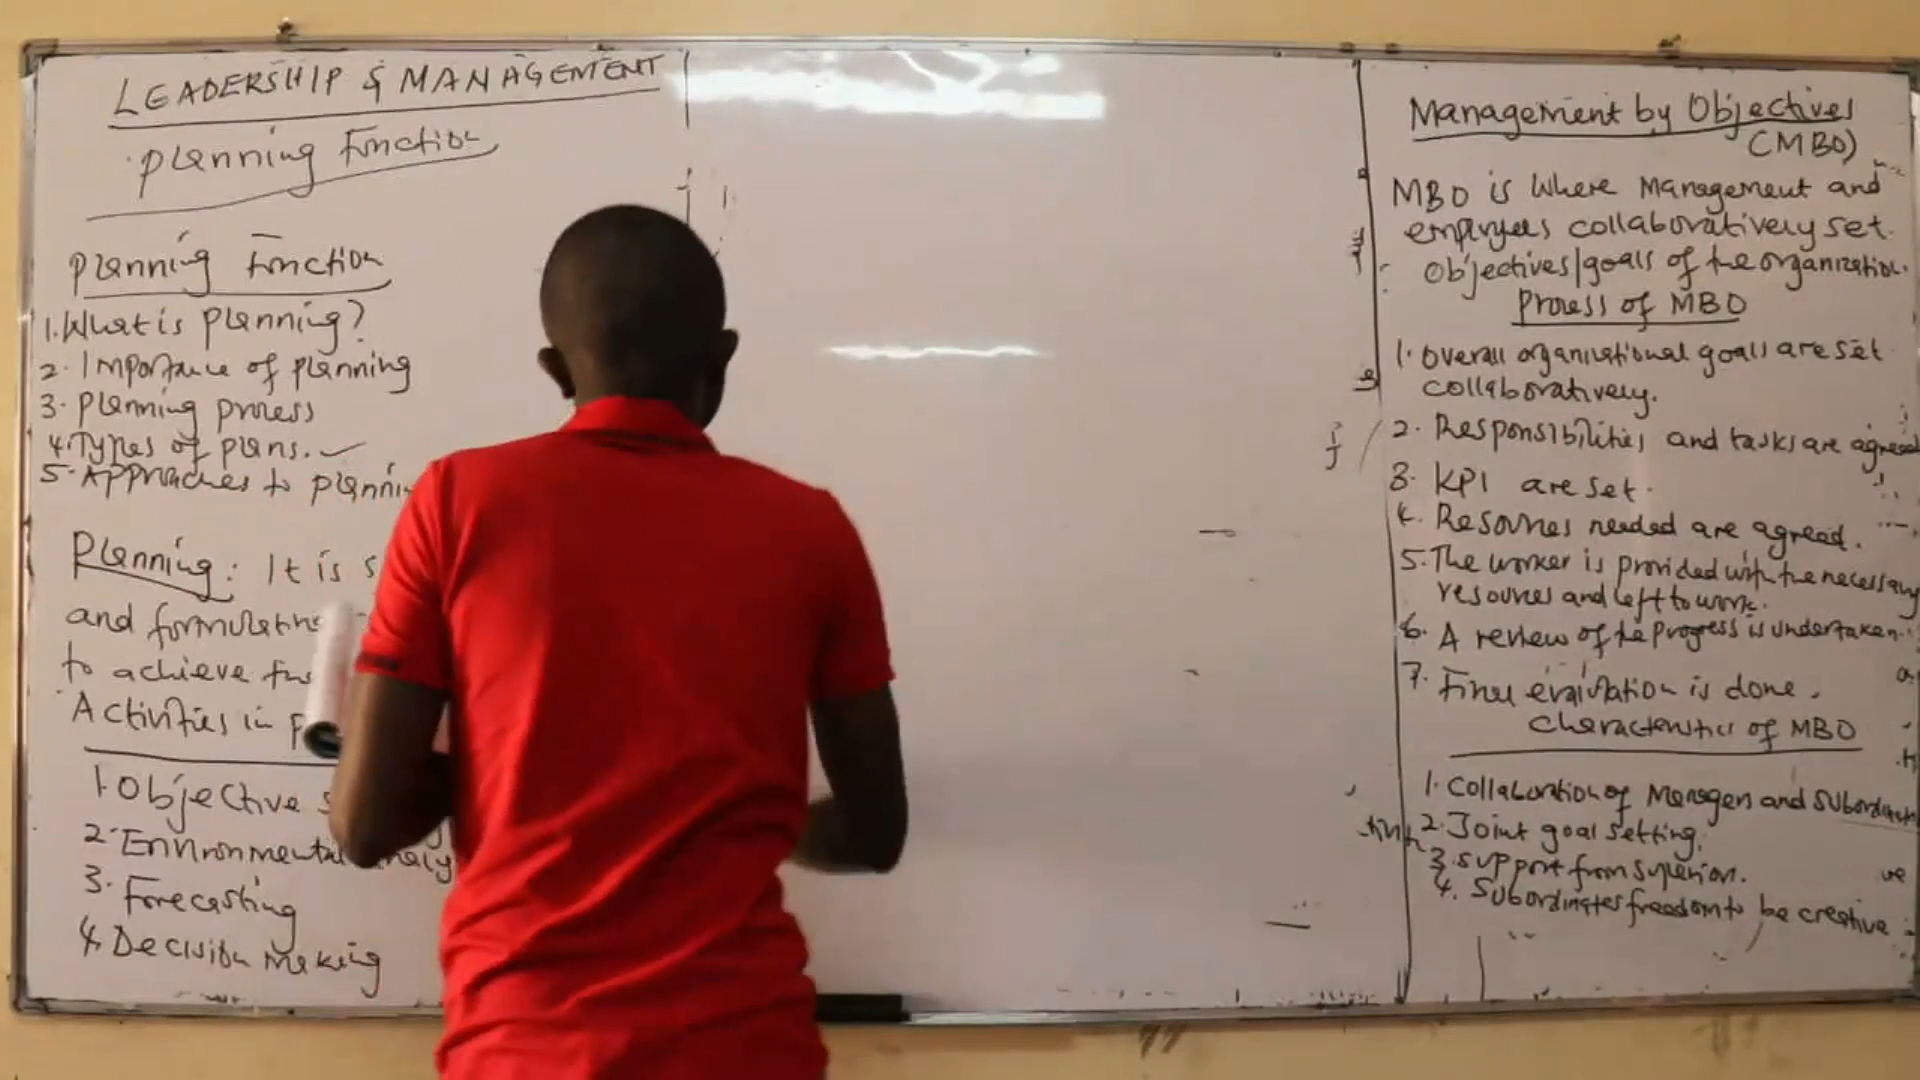 LEADERSHIP & MANAGEMENT
Planning Function
Planning Function
1. What is planning?
2. Importance of planning
3. Planning process
4. Types of plans.
5. Approaches to
Planning: It is
and
to achieve
Activities in
1. Objective
2. Environmental
3. Forecasting
4. Decision Making
Management by Objectives
(MBO)
MBO is where Management and
employees collaboratively set
Objectives/goals of the organization.
Process of MBO
1. Overall organizational goals are set
collaboratively.
2. Responsibilities and tasks are agreed
3. KPI are set.
4. Resources needed are agreed.
5. The worker is provided with the necessary
resources and left to work.
6. A review of the progress is undertaken.
7. Final evaluation is done.
Characteristics of MBO
1. Collaboration of Managers and Subordinates
2. Joint goal setting.
3. Support from Superiors.
4. Subordinates freedom to be creative